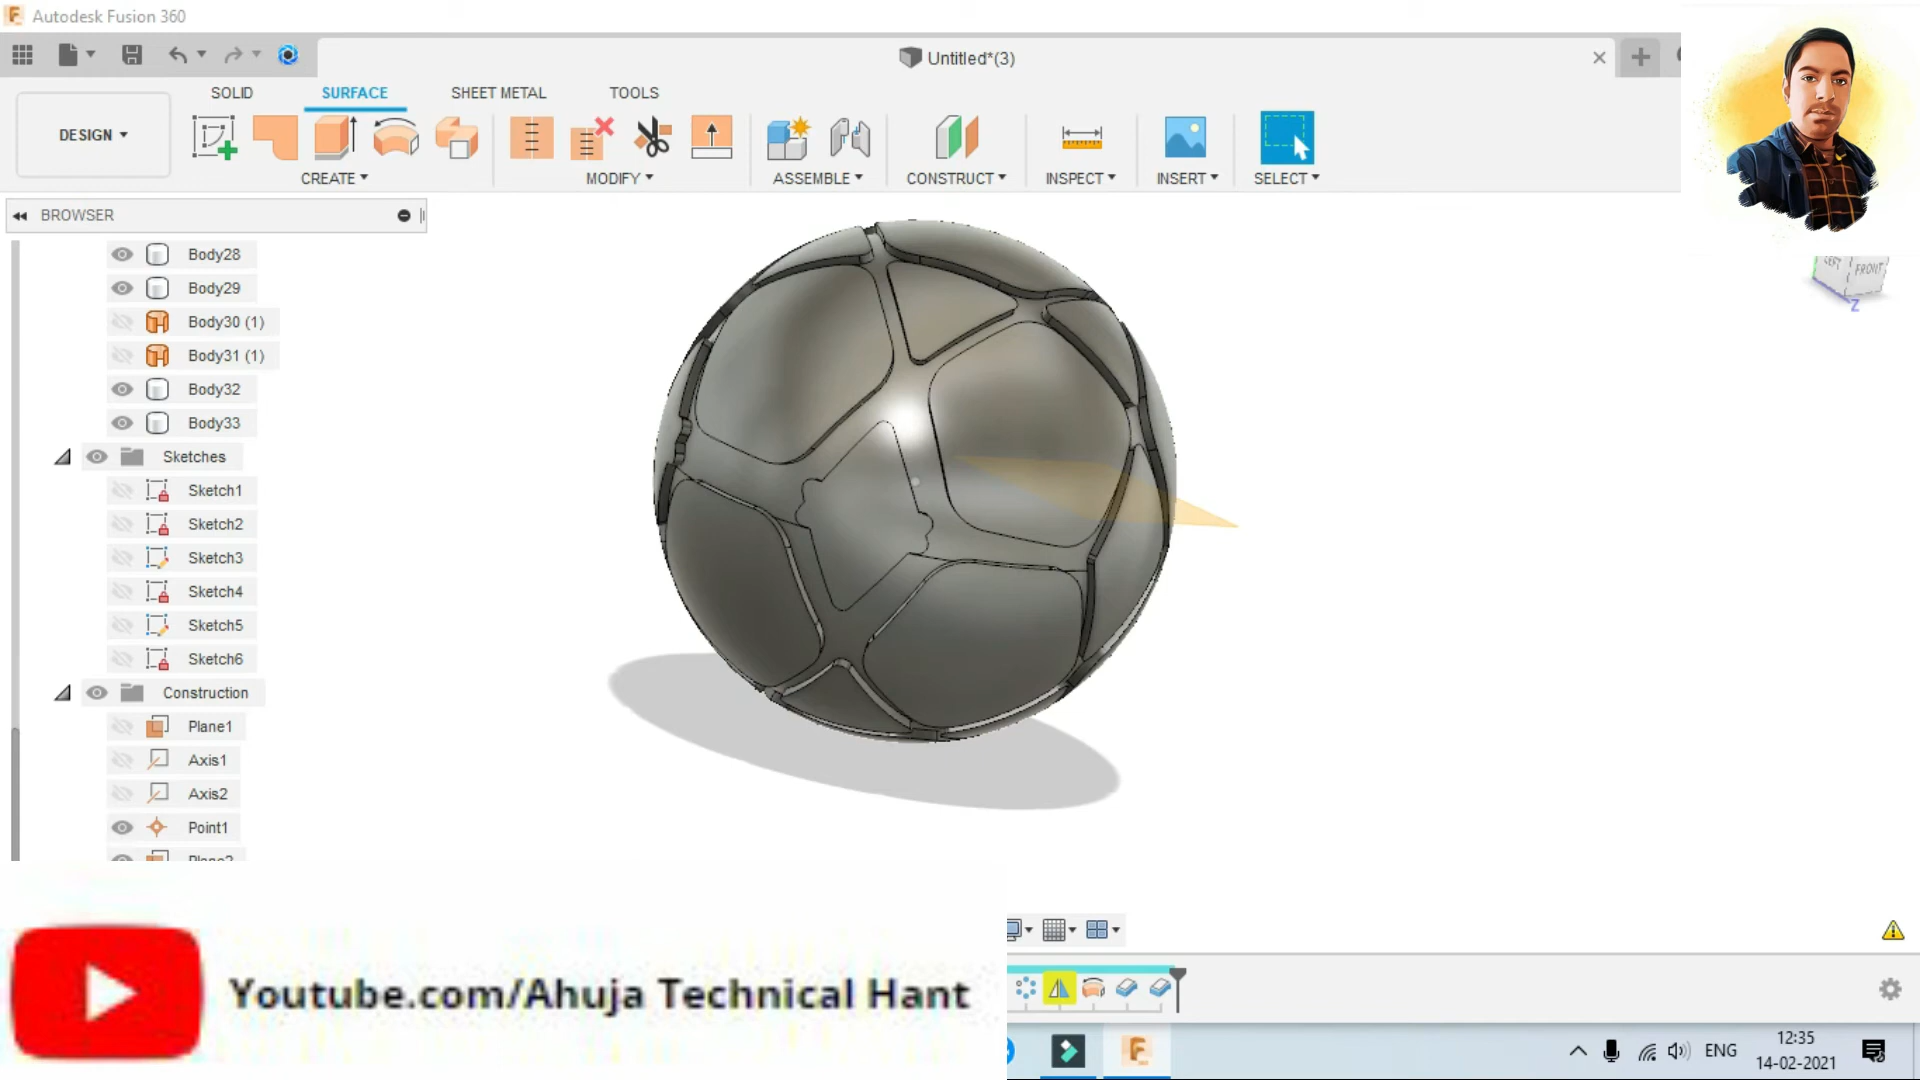 Autodesk Fusion 360
Untitled*(3)
SOLID
SURFACE
SHEET METAL
TOOLS
DESIGN
CREATE
MODIFY
ASSEMBLE
CONSTRUCT
INSPECT
INSERT
SELECT
BROWSER
LEFT
FRONT
Z
Body28
Body29
Body30 (1)
Body31 (1)
Body32
Body33
Sketches
Sketch1
Sketch2
Sketch3
Sketch4
Sketch5
Sketch6
Construction
Plane1
Axis1
Axis2
Point1
Plane2
Youtube.com/Ahuja Technical Hant
ENG
12:35
14-02-2021